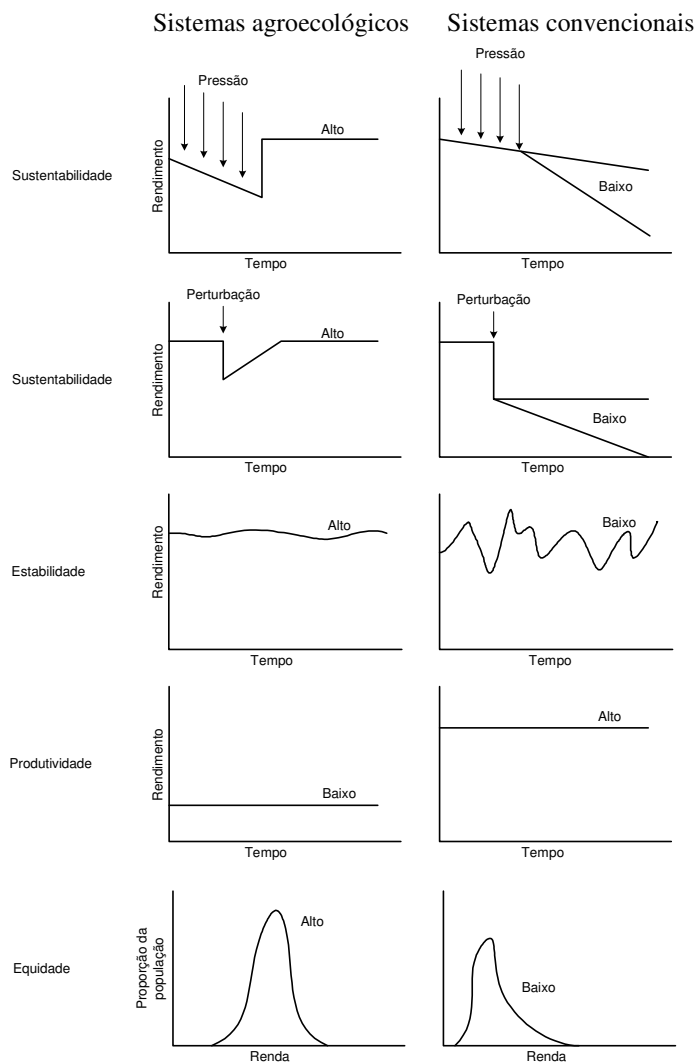 Sistemas agroecológicos
Sistemas convencionais
Pressão
Pressão
Sustentabilidade
Rendimento
Alto
Baixo
Tempo
Tempo
Perturbação
Perturbação
Sustentabilidade
Rendimento
Alto
Baixo
Tempo
Tempo
Estabilidade
Rendimento
Alto
Baixo
Tempo
Tempo
Produtividade
Rendimento
Baixo
Alto
Tempo
Tempo
Equidade
Proporção da
população
Alto
Baixo
Renda
Renda